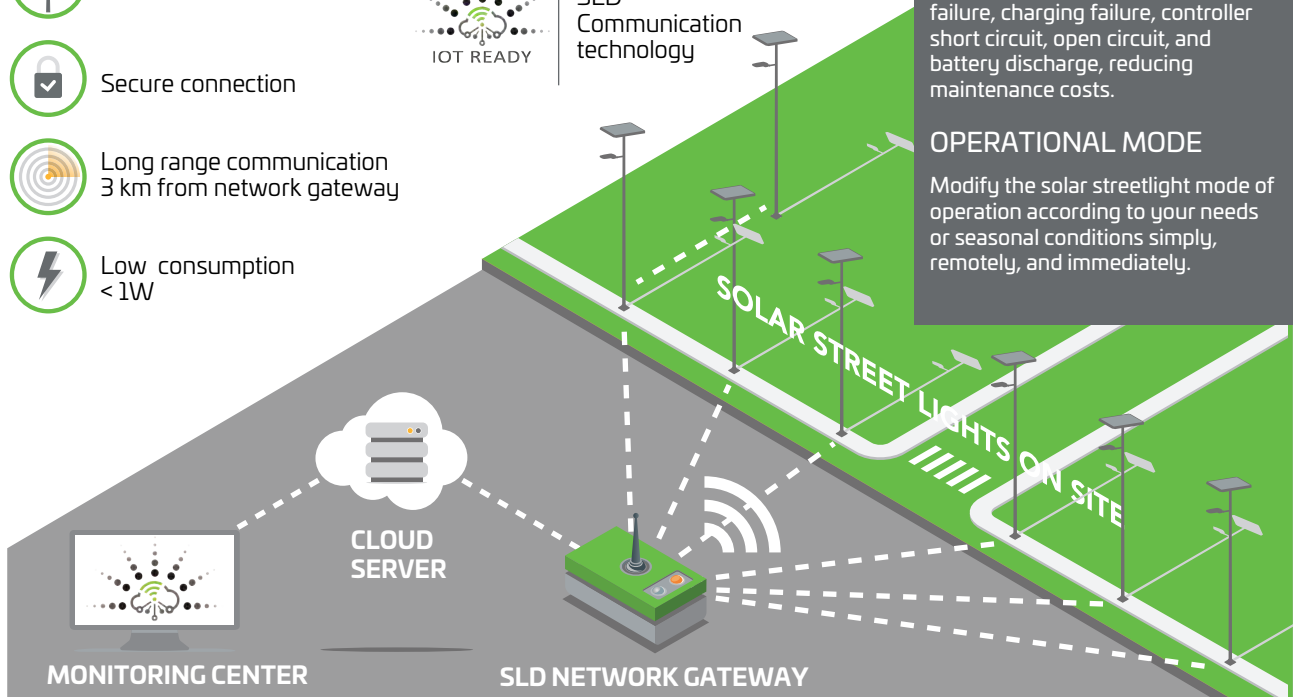 SLD
Communication
technology
IOT READY
Secure connection
Long range communication
3 km from network gateway
Low consumption
< 1W
failure, charging failure, controller
short circuit, open circuit, and
battery discharge, reducing
maintenance costs.
OPERATIONAL MODE
Modify the solar streetlight mode of
operation according to your needs
or seasonal conditions simply,
remotely, and immediately.
SOLAR STREET LIGHTS ON SITE
CLOUD
SERVER
MONITORING CENTER
SLD NETWORK GATEWAY